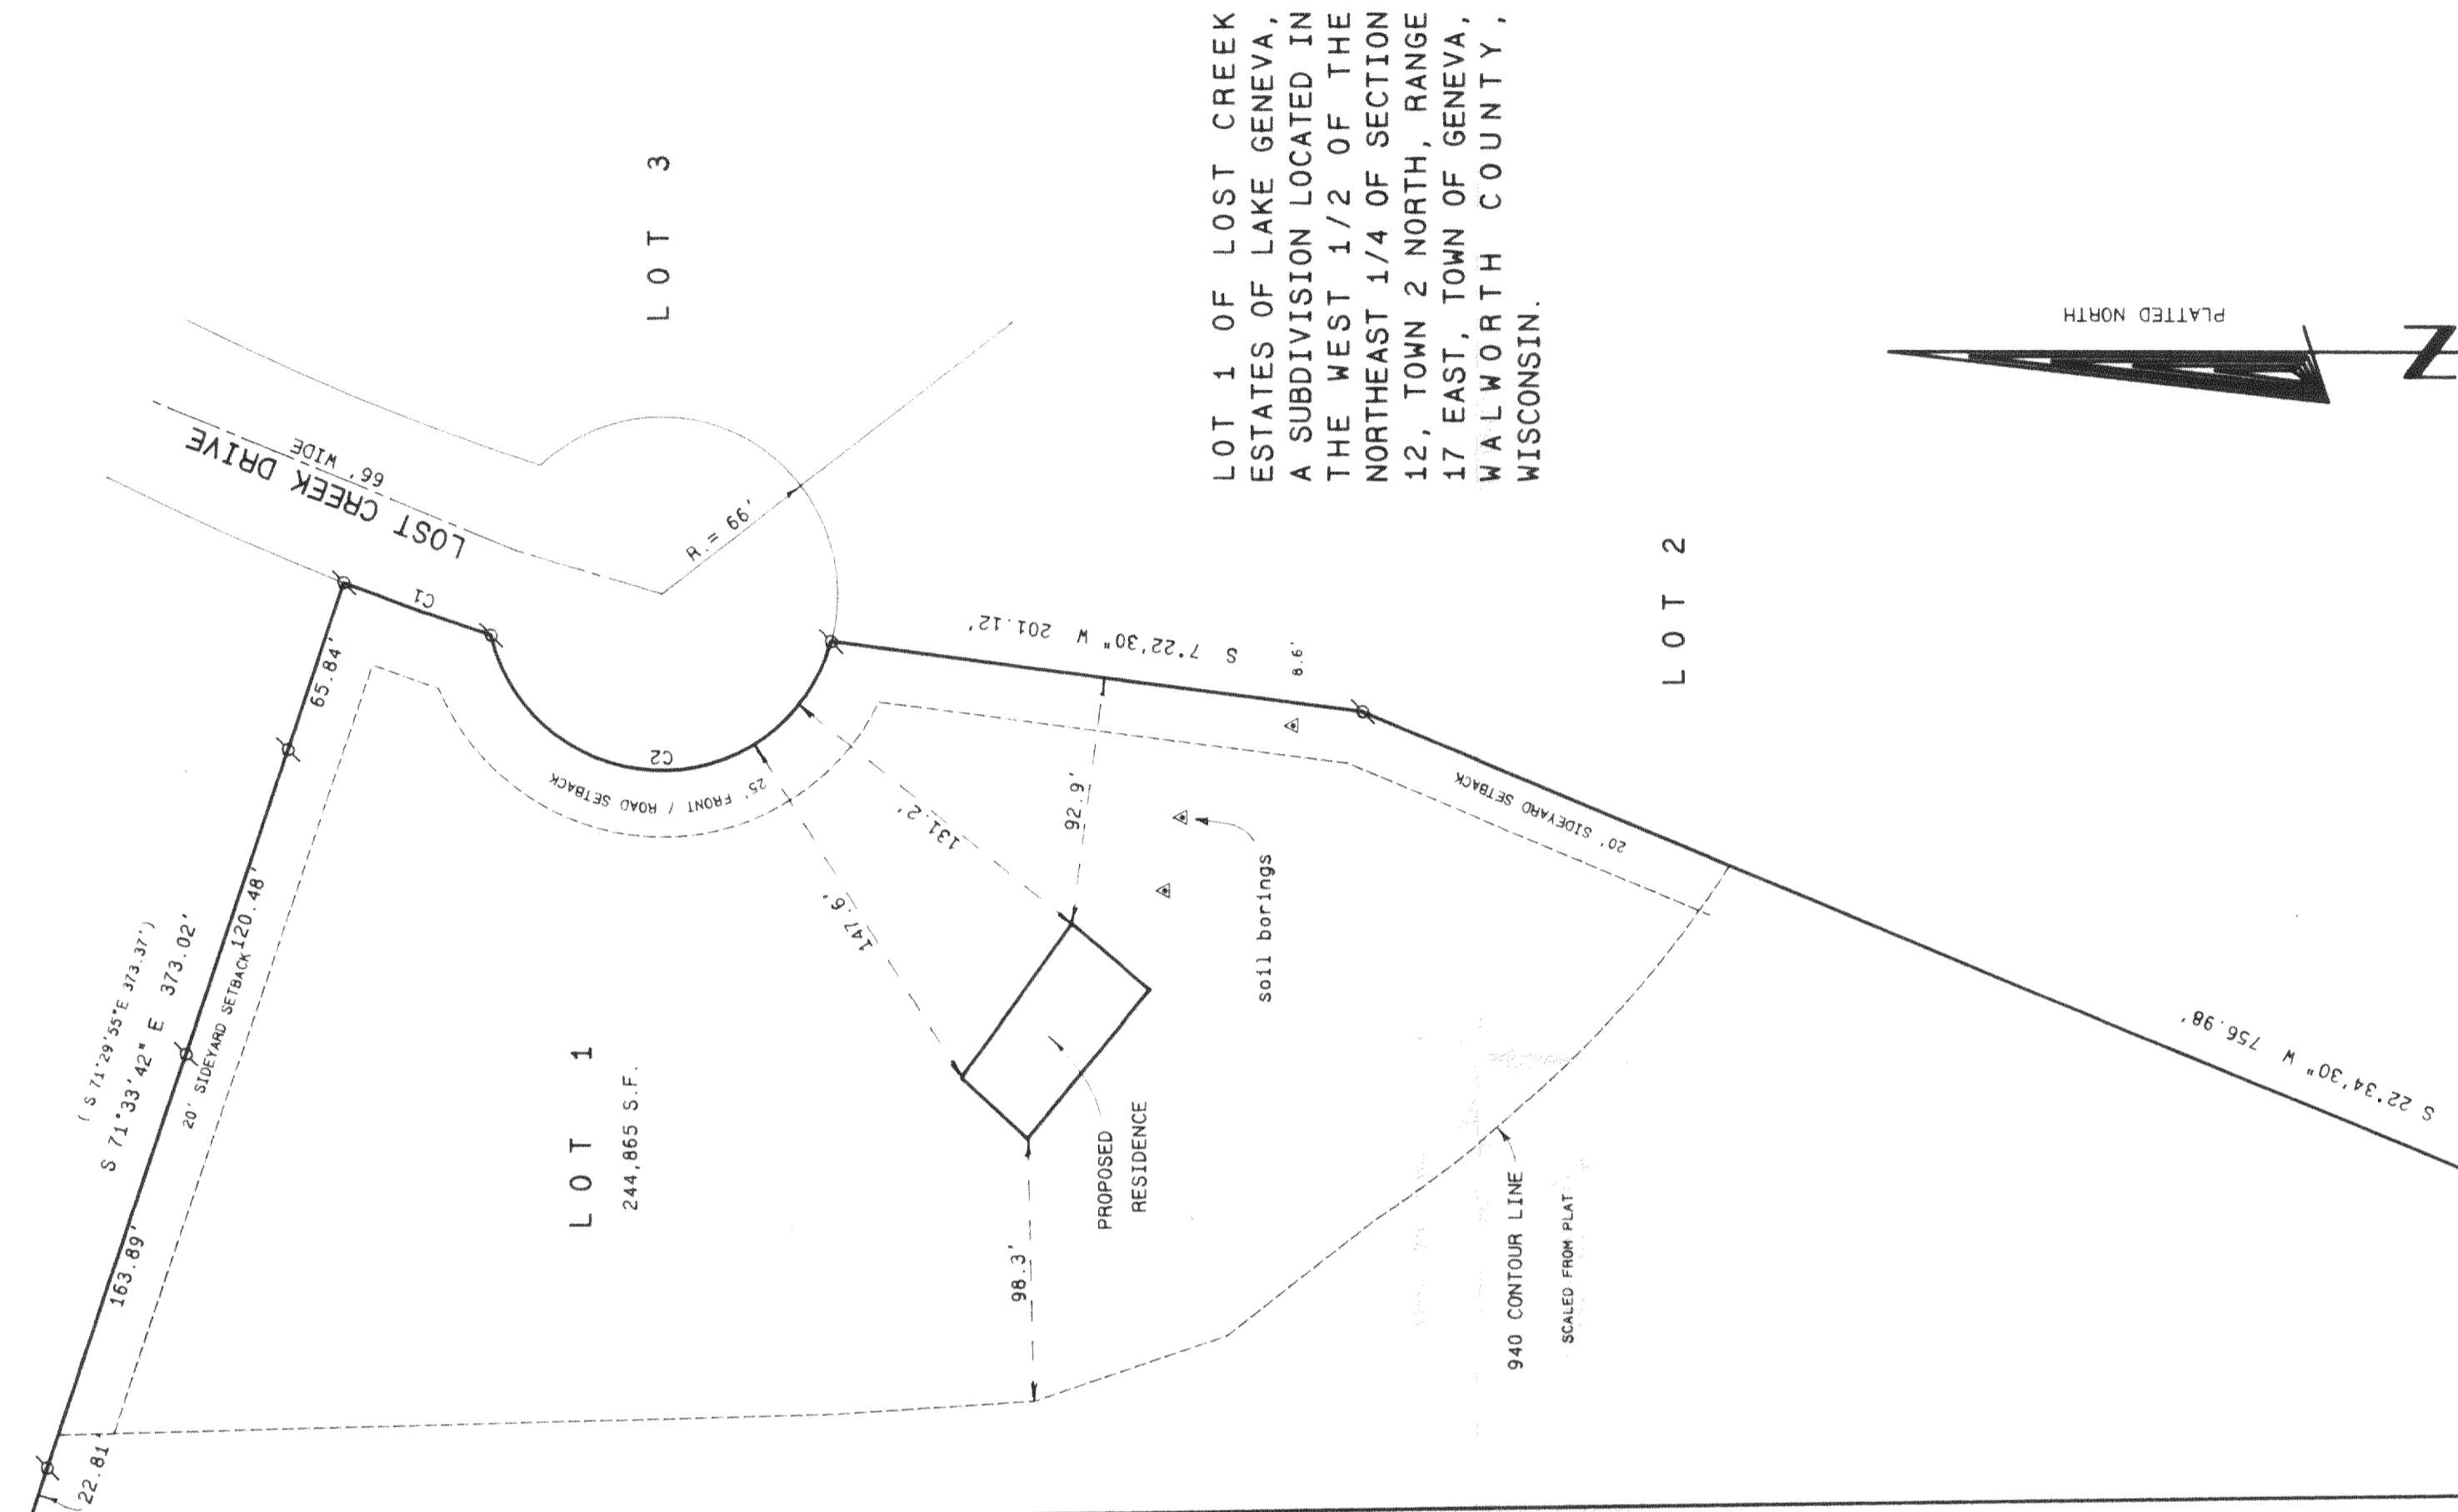 LOT 1 OF LOST CREEK
ESTATES OF LAKE GENEVA,
A SUBDIVISION LOCATED IN
THE WEST 1/2 OF THE
NORTHEAST 1/4 OF SECTION
12, TOWN 2 NORTH, RANGE
17 EAST, TOWN OF GENEVA,
WALWORTH COUNTY,
WISCONSIN.
(S 71°29'55"E 373.37')
S 71°33'42" E 373.02'
22.81'
163.89'
120.48'
65.84'
20' SIDEYARD SETBACK
LOST CREEK DRIVE
66' WIDE
C1
C2
R.= 66'
25' FRONT / ROAD SETBACK
LOT 3
LOT 1
244,865 S.F.
147.6'
131.2'
92.9'
98.3'
PROPOSED
RESIDENCE
soil borings
8.6'
S 7°22'30" W 201.12'
20' SIDEYARD SETBACK
LOT 2
940 CONTOUR LINE
SCALED FROM PLAT
S 22°34'30" W 756.98'
PLATTED NORTH
N